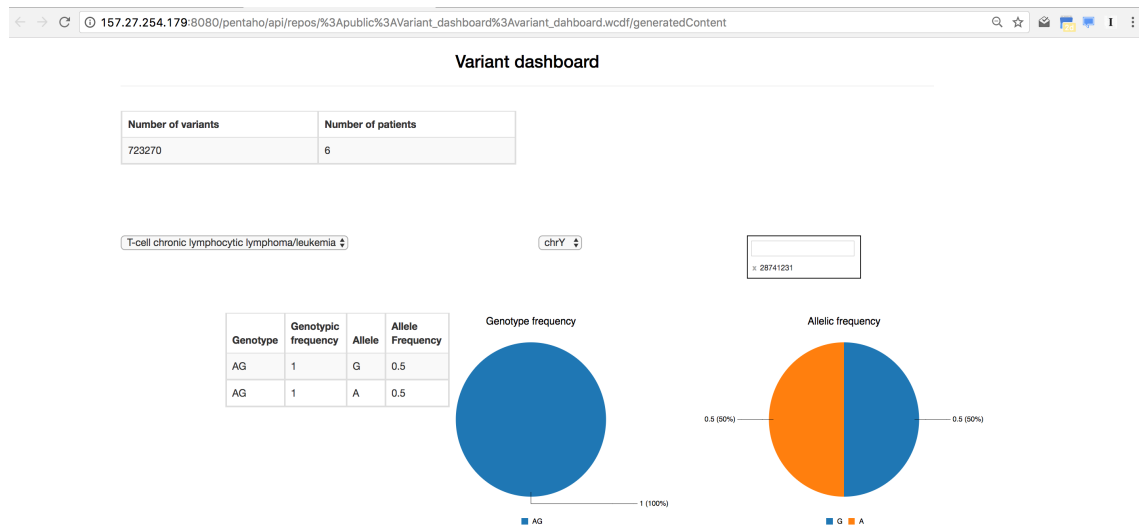 157.27.254.179:8080/pentaho/api/repos/%3Apublic%3AVariant_dashboard%3Avariant_dahboard.wcdf/generatedContent
I
Variant dashboard
Number of variants Number of patients
723270 6
T-cell chronic lymphocytic lymphoma/leukemia chrY
x 28741231
Genotype Genotypic frequency Allele Allele Frequency
AG 1 G 0.5
AG 1 A 0.5
Genotype frequency
1 (100%)
AG
Allelic frequency
0.5 (50%) 0.5 (50%)
G A